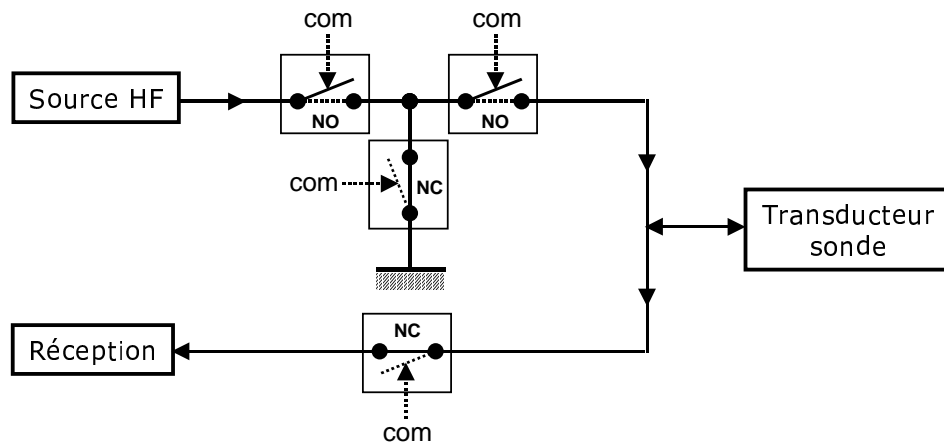 com
com
Source HF
NO
NO
com
NC
Transducteur
sonde
Réception
NC
com